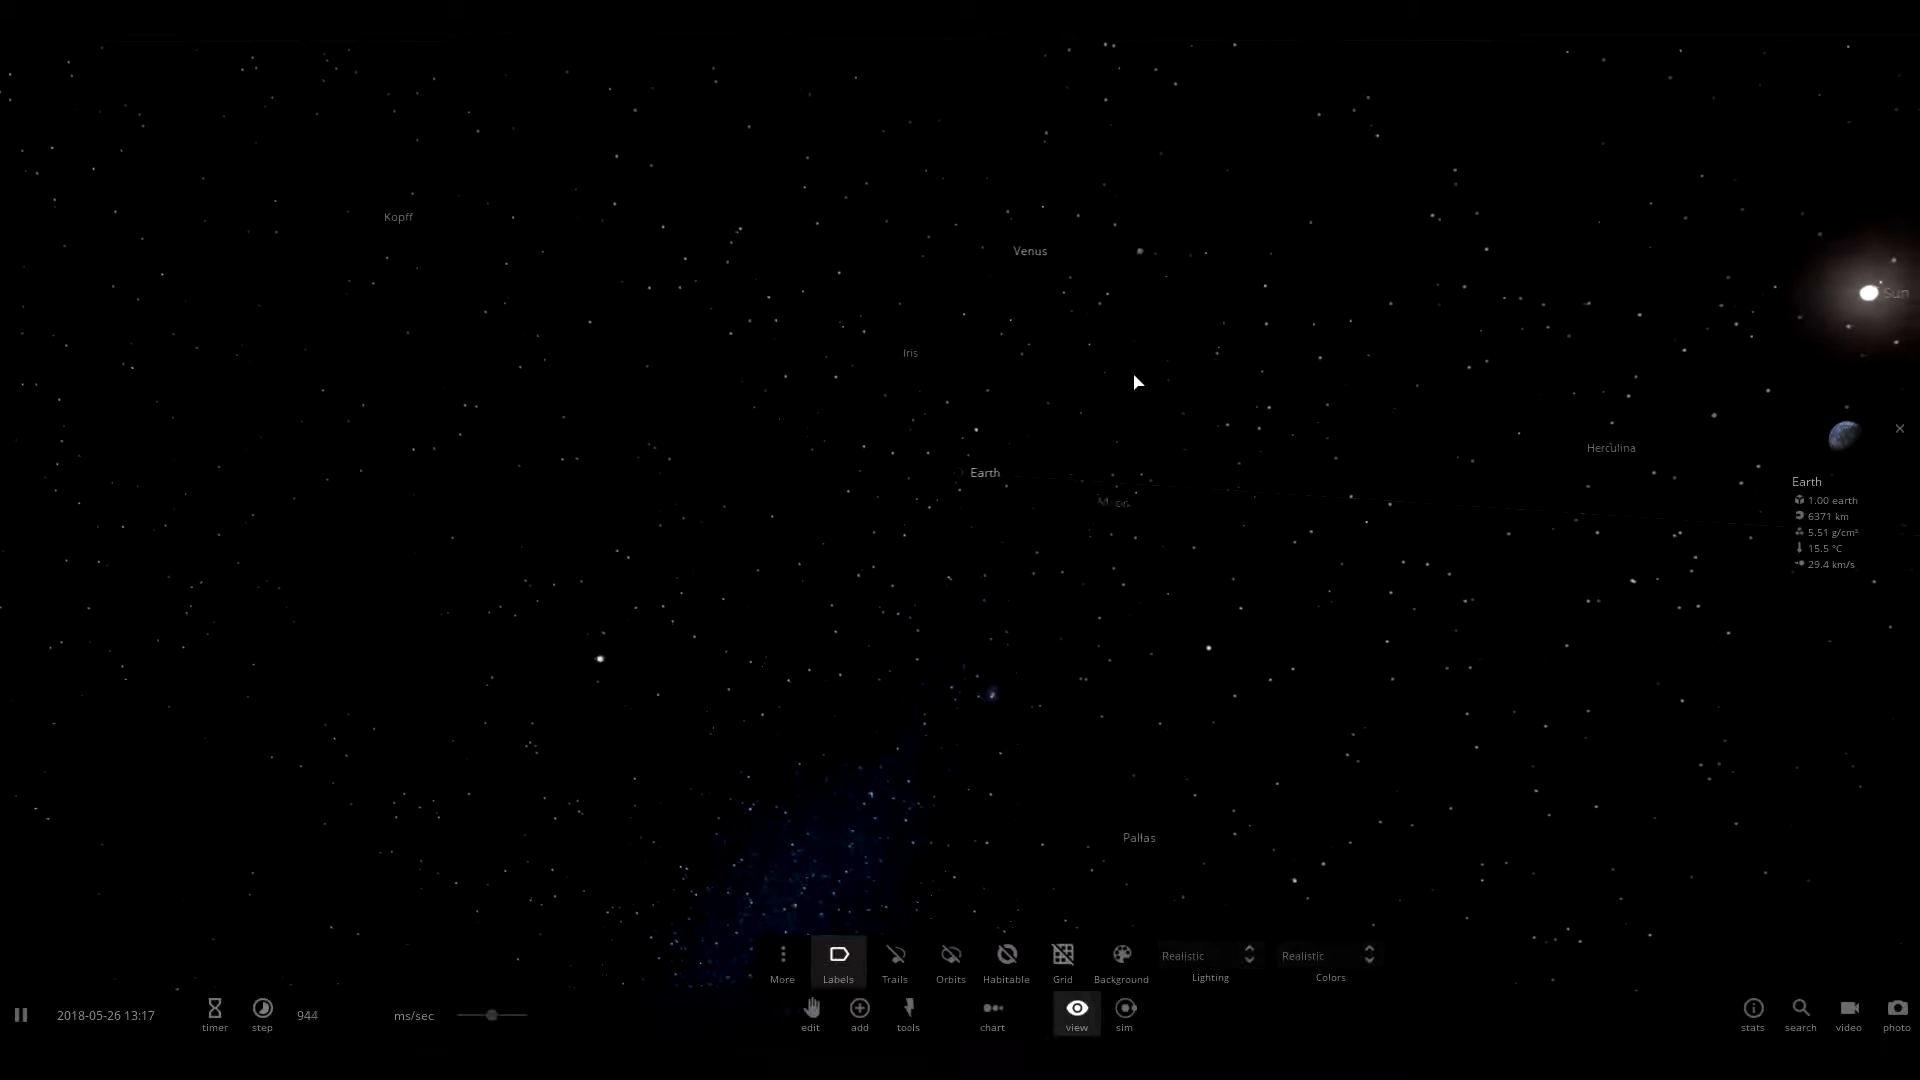 Kopff
Venus
Sun
Iris
Herculina
Earth
Earth
1.00 earth
6371 km
5.51 g/cm³
15.5 °C
29.4 km/s
Pallas
Realistic
Realistic
More
Labels
Trails
Orbits
Habitable
Grid
Background
Lighting
Colors
2018-05-26 13:17
timer
step
944
ms/sec
edit
add
tools
chart
view
sim
stats
search
video
photo